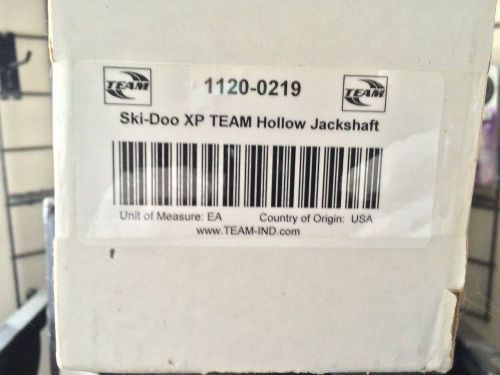 TEAM 1120-0219 TEAM
Ski-Doo XP TEAM Hollow Jackshaft
Unit of Measure: EA Country of Origin: USA
www.TEAM-IND.com